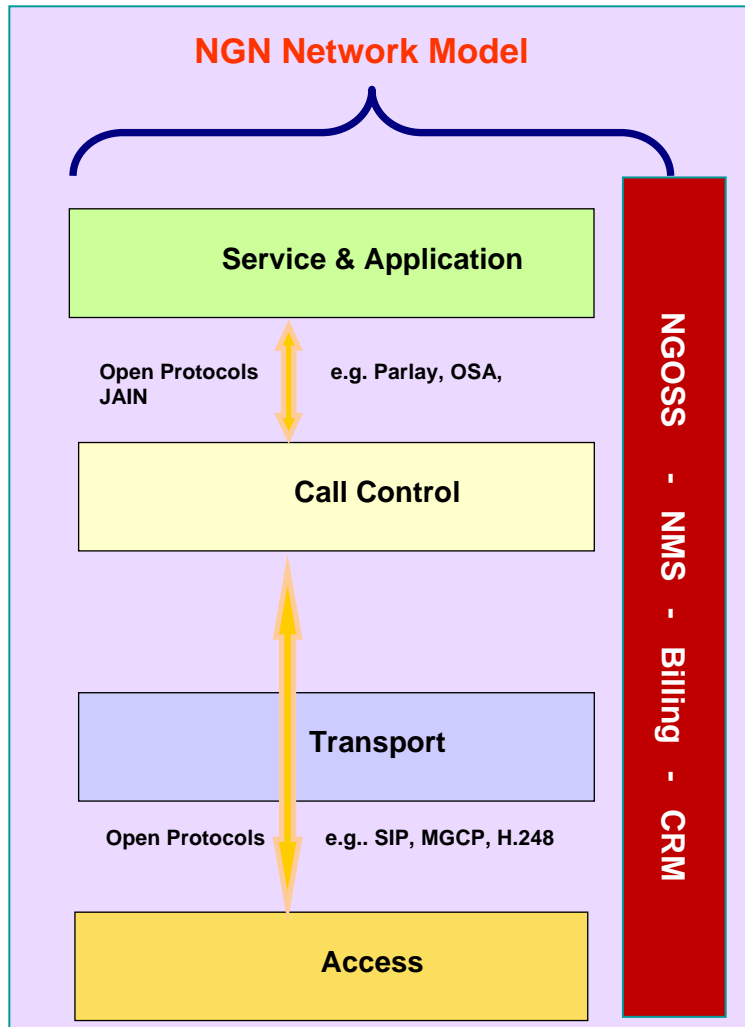 NGN Network Model
Service & Application
Open Protocols e.g. Parlay, OSA,
JAIN
Call Control
Transport
Open Protocols e.g.. SIP, MGCP, H.248
Access
NGOSS - NMS - Billing - CRM